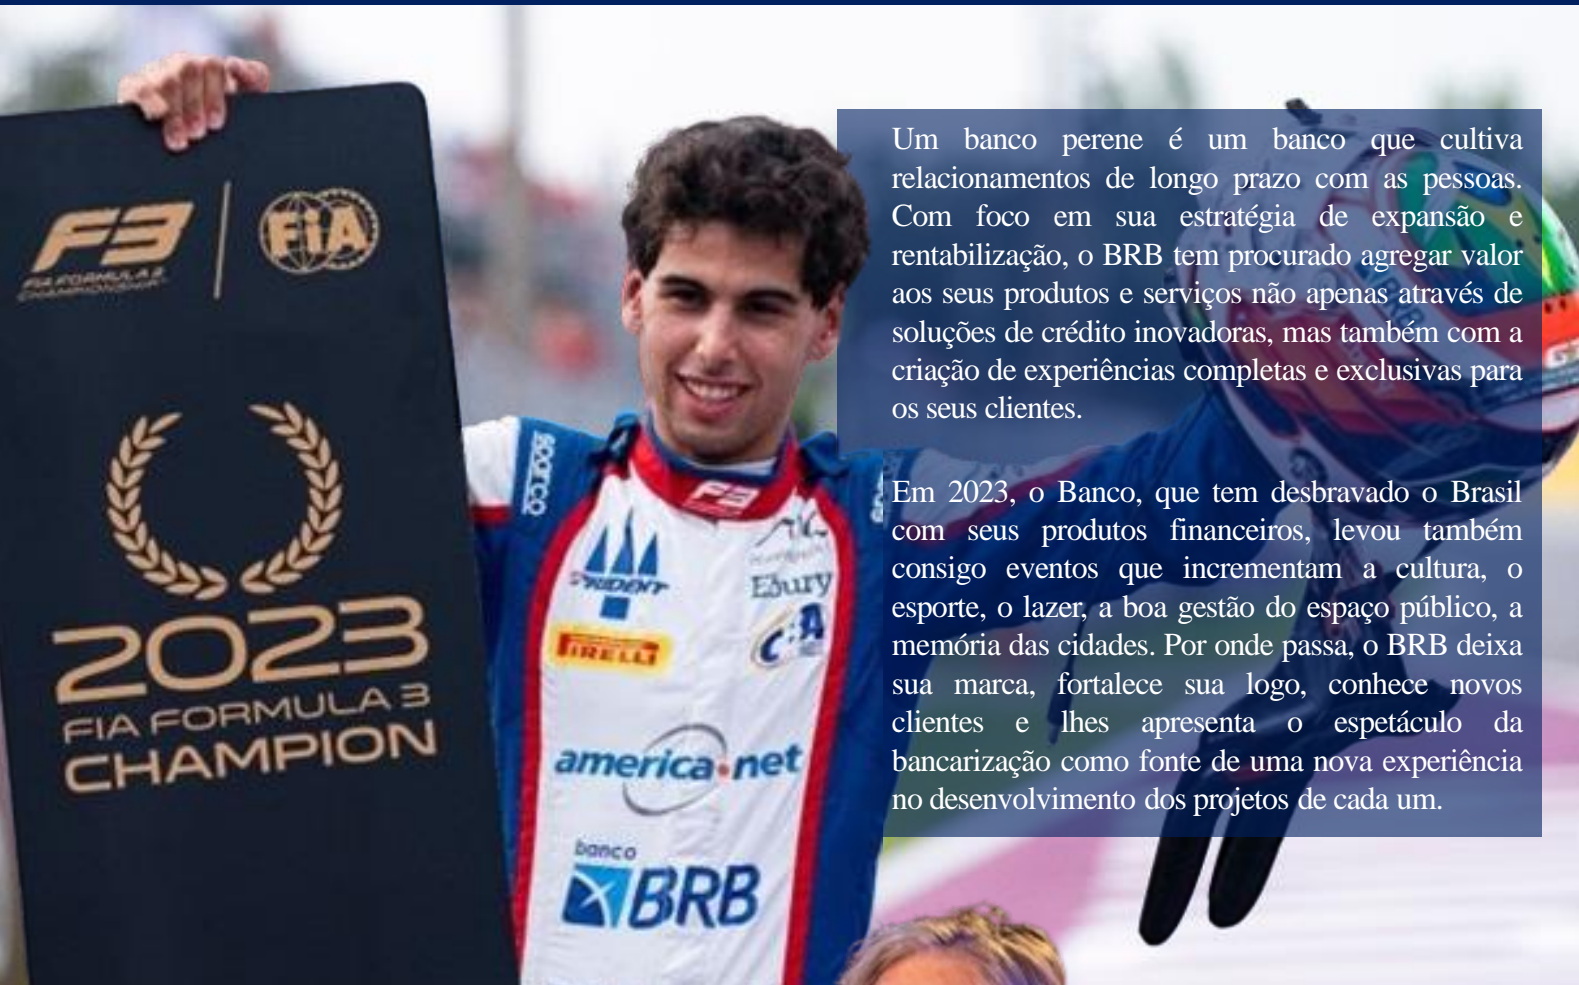 F3
FIA
FIA FORMULA 3
CHAMPIONSHIP
2023
FIA FORMULA 3
CHAMPION
sparco
F3
TRIDENT
Ebury
PIRELLI
america net
banco
BRB
Um banco perene é um banco que cultiva
relacionamentos de longo prazo com as pessoas.
Com foco em sua estratégia de expansão e
rentabilização, o BRB tem procurado agregar valor
aos seus produtos e serviços não apenas através de
soluções de crédito inovadoras, mas também com a
criação de experiências completas e exclusivas para
os seus clientes.
Em 2023, o Banco, que tem desbravado o Brasil
com seus produtos financeiros, levou também
consigo eventos que incrementam a cultura, o
esporte, o lazer, a boa gestão do espaço público, a
memória das cidades. Por onde passa, o BRB deixa
sua marca, fortalece sua logo, conhece novos
clientes e lhes apresenta o espetáculo da
bancarização como fonte de uma nova experiência
no desenvolvimento dos projetos de cada um.